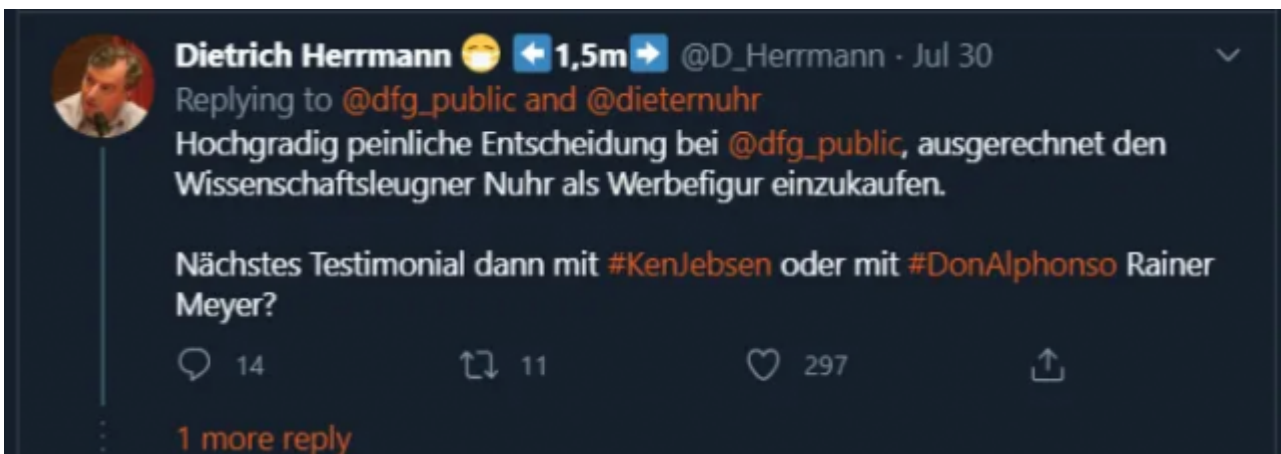 Dietrich Herrmann 😷 ⬅️1,5m➡️ @D_Herrmann · Jul 30
Replying to @dfg_public and @dieternuhr
Hochgradig peinliche Entscheidung bei @dfg_public, ausgerechnet den
Wissenschaftsleugner Nuhr als Werbefigur einzukaufen.
Nächstes Testimonial dann mit #KenJebsen oder mit #DonAlphonso Rainer
Meyer?
14 11 297
1 more reply